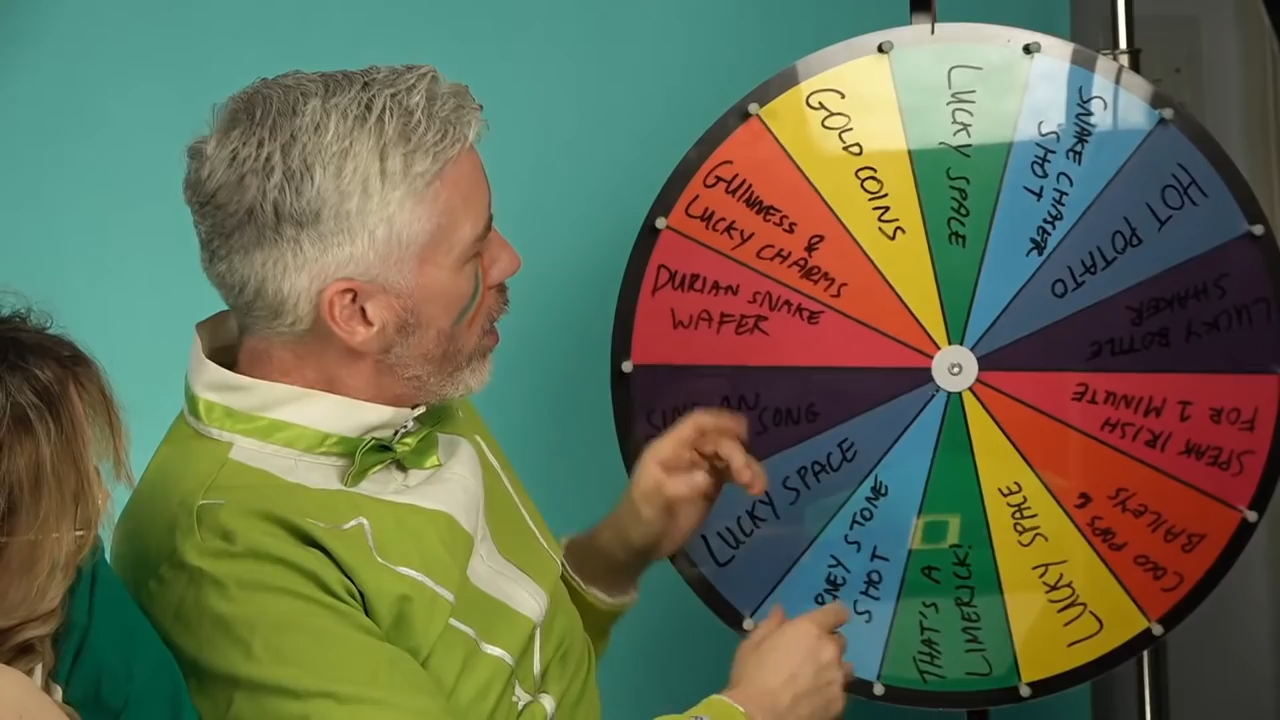 LUCKY SPACE
SNAKE CHASER
SHOT
HOT POTATO
LUCKY BOTTLE
SHAKER
SPEAK IRISH
FOR 1 MINUTE
COCO POPS &
BAILEYS
LUCKY SPACE
THAT'S A
LIMERICK!
STONE
SHOT
LUCKY SPACE
SONG
DURIAN SNAKE
WAFER
GUINNESS &
LUCKY CHARMS
GOLD COINS